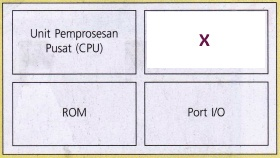 Unit Pemprosesan
Pusat (CPU)
X
ROM
Port I/O